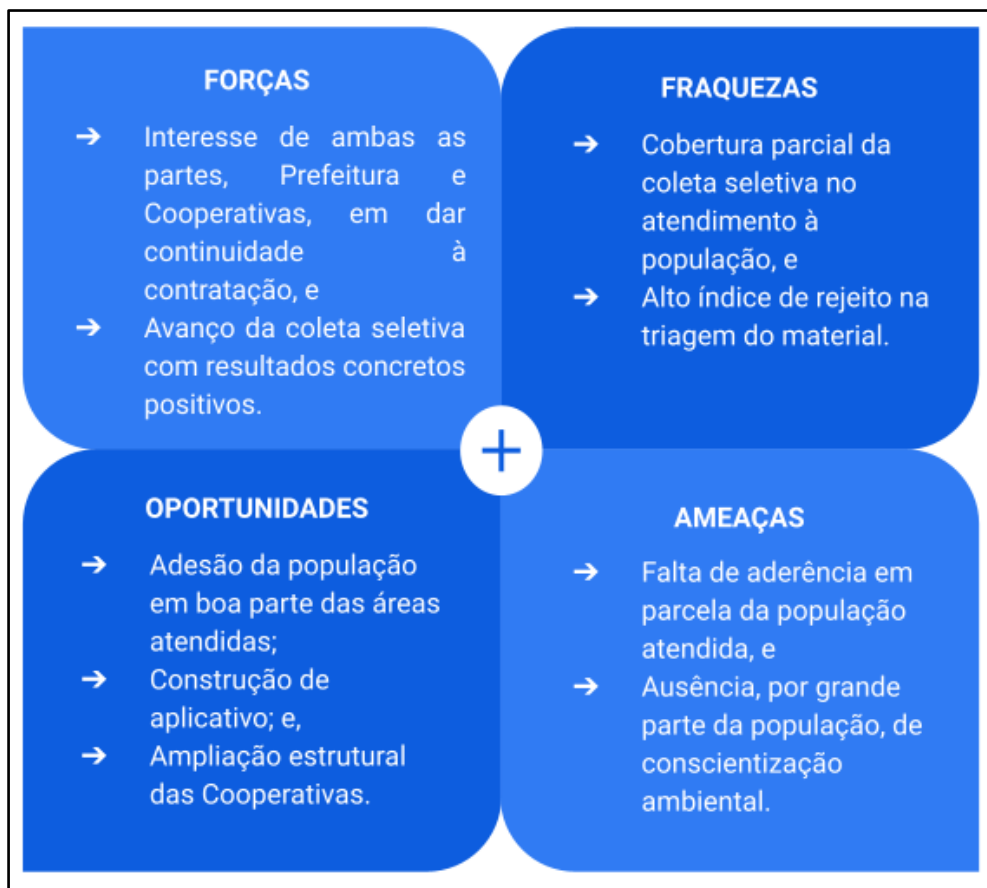 FORÇAS
➔ Interesse de ambas as
partes, Prefeitura e
Cooperativas, em dar
continuidade à
contratação, e
➔ Avanço da coleta seletiva
com resultados concretos
positivos.
FRAQUEZAS
➔ Cobertura parcial da
coleta seletiva no
atendimento à
população, e
➔ Alto índice de rejeito na
triagem do material.
+
OPORTUNIDADES
➔ Adesão da população
em boa parte das áreas
atendidas;
➔ Construção de
aplicativo; e,
➔ Ampliação estrutural
das Cooperativas.
AMEAÇAS
➔ Falta de aderência em
parcela da população
atendida, e
➔ Ausência, por grande
parte da população, de
conscientização
ambiental.